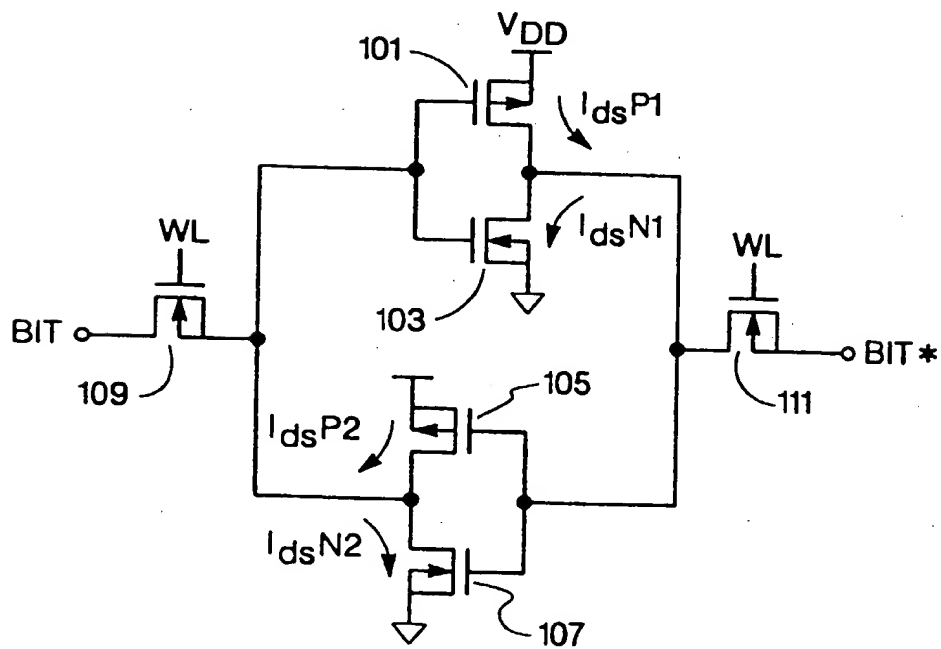 VDD
101
IdsP1
IdsN1
WL
WL
103
BIT
BIT*
109
111
105
IdsP2
IdsN2
107